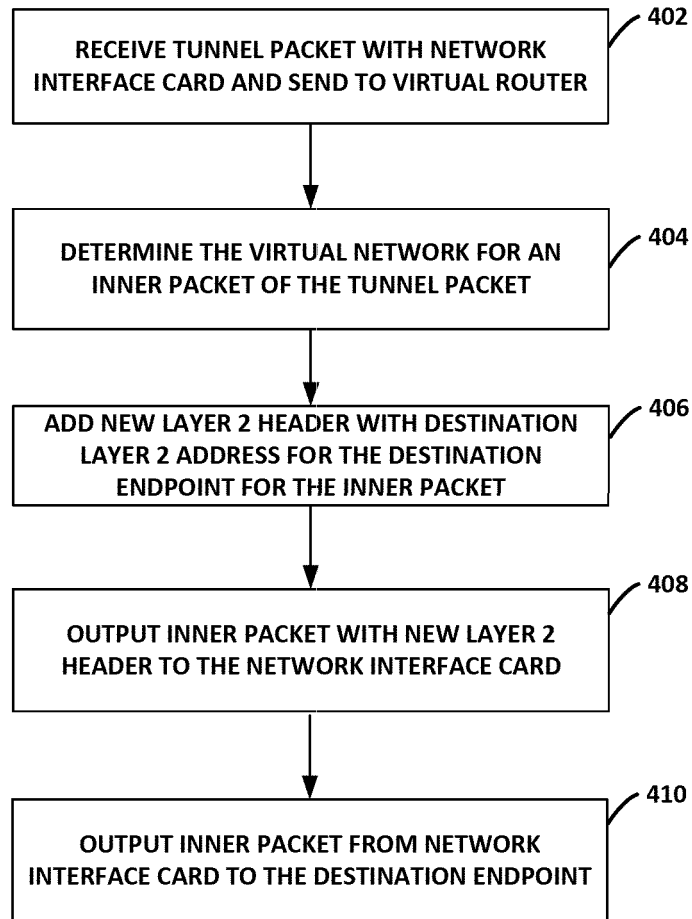 402
RECEIVE TUNNEL PACKET WITH NETWORK
INTERFACE CARD AND SEND TO VIRTUAL ROUTER
404
DETERMINE THE VIRTUAL NETWORK FOR AN
INNER PACKET OF THE TUNNEL PACKET
406
ADD NEW LAYER 2 HEADER WITH DESTINATION
LAYER 2 ADDRESS FOR THE DESTINATION
ENDPOINT FOR THE INNER PACKET
408
OUTPUT INNER PACKET WITH NEW LAYER 2
HEADER TO THE NETWORK INTERFACE CARD
410
OUTPUT INNER PACKET FROM NETWORK
INTERFACE CARD TO THE DESTINATION ENDPOINT